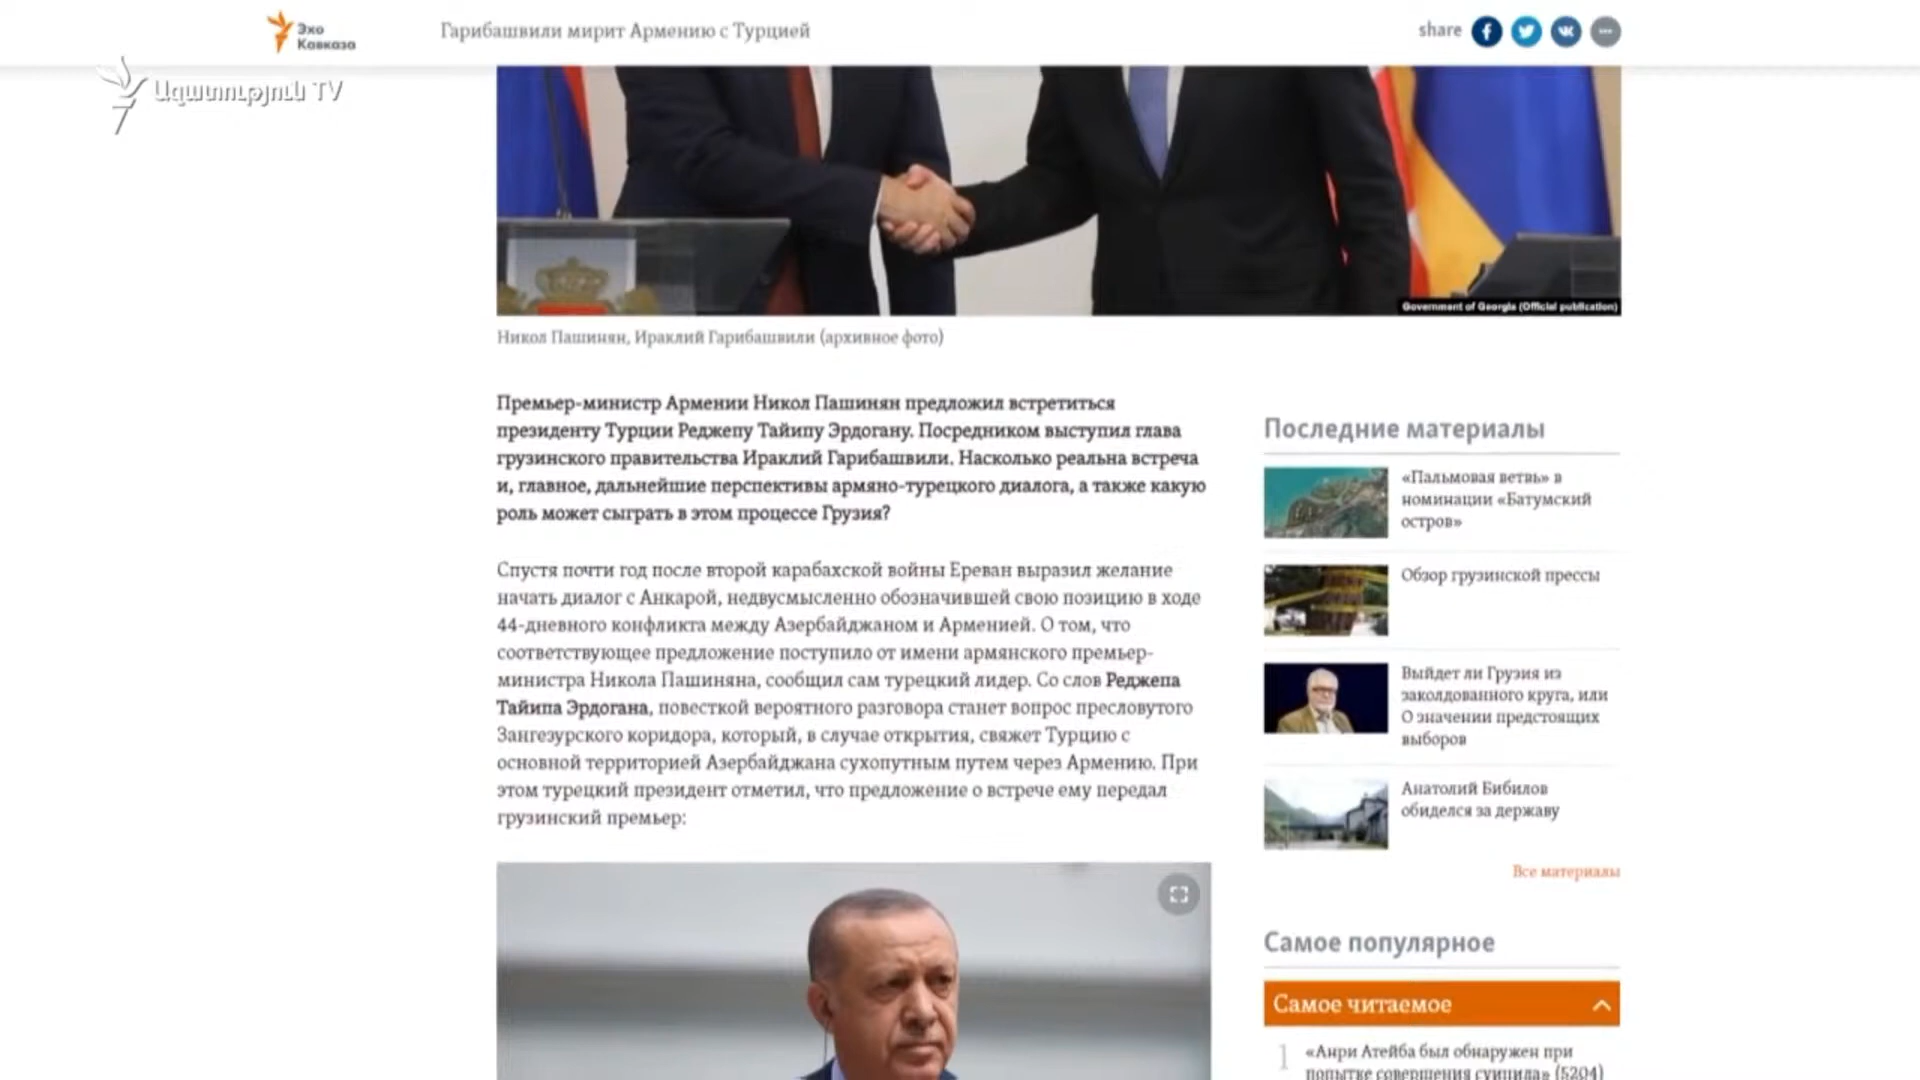 Эхо
Кавказа
Гарибашвили мирит Армению с Турцией
share
Ազատություն TV
Government of Georgia (Official publication)
Никол Пашинян, Ираклий Гарибашвили (архивное фото)
Премьер-министр Армении Никол Пашинян предложил встретиться
президенту Турции Реджепу Тайипу Эрдогану. Посредником выступил глава
грузинского правительства Ираклий Гарибашвили. Насколько реальна встреча
и, главное, дальнейшие перспективы армяно-турецкого диалога, а также какую
роль может сыграть в этом процессе Грузия?
Спустя почти год после второй карабахской войны Ереван выразил желание
начать диалог с Анкарой, недвусмысленно обозначившей свою позицию в ходе
44-дневного конфликта между Азербайджаном и Арменией. О том, что
соответствующее предложение поступило от имени армянского премьер-
министра Никола Пашиняна, сообщил сам турецкий лидер. Со слов Реджепа
Тайипа Эрдогана, повесткой вероятного разговора станет вопрос пресловутого
Зангезурского коридора, который, в случае открытия, свяжет Турцию с
основной территорией Азербайджана сухопутным путем через Армению. При
этом турецкий президент отметил, что предложение о встрече ему передал
грузинский премьер:
Последние материалы
«Пальмовая ветвь» в
номинации «Батумский
остров»
Обзор грузинской прессы
Выйдет ли Грузия из
заколдованного круга, или
О значении предстоящих
выборов
Анатолий Бибилов
обиделся за державу
Все материалы
Самое популярное
Самое читаемое
1
«Анри Атейба был обнаружен при
попытке совершения суицида» (5204)